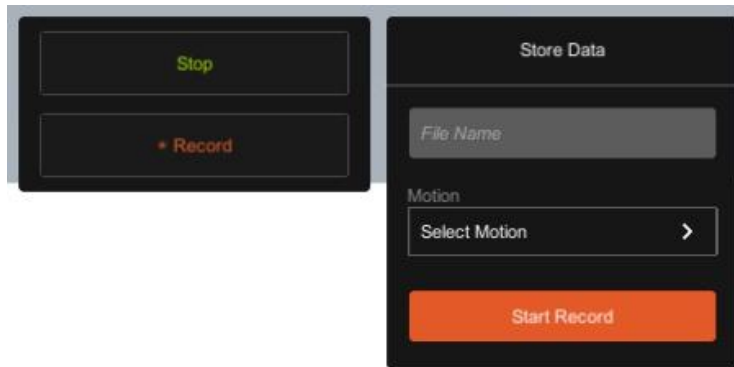 Stop
+ Record
Store Data
File Name
Motion
Select Motion
Start Record